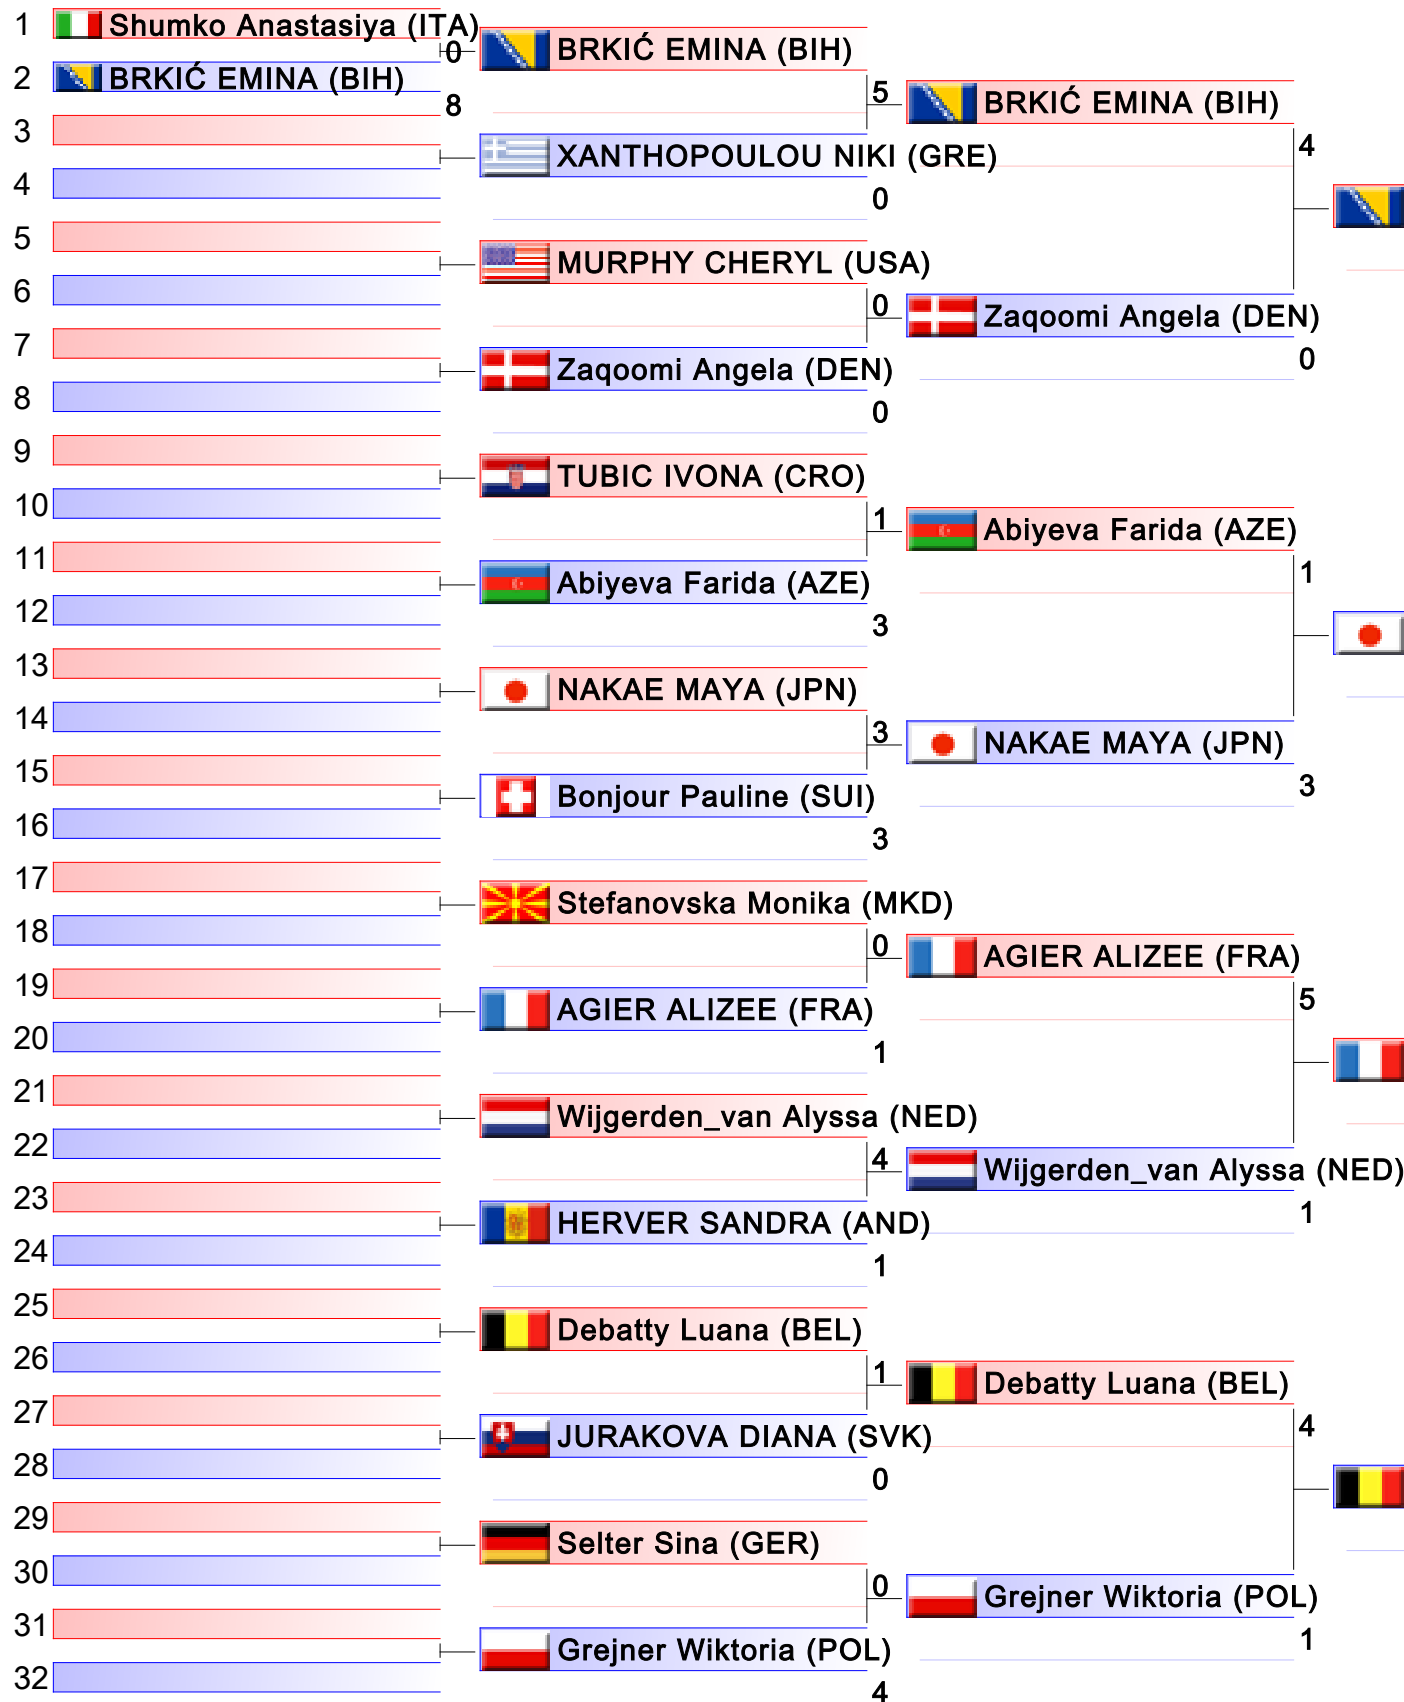 1 Shumko Anastasiya (ITA)
0
BRKIĆ EMINA (BIH)
2 BRKIĆ EMINA (BIH)
8
5
BRKIĆ EMINA (BIH)
3
XANTHOPOULOU NIKI (GRE)
4
4
0
5
MURPHY CHERYL (USA)
6
0
Zaqoomi Angela (DEN)
7
0
Zaqoomi Angela (DEN)
8
0
9
TUBIC IVONA (CRO)
10
1
Abiyeva Farida (AZE)
11
1
Abiyeva Farida (AZE)
12
3
13
NAKAE MAYA (JPN)
14
3
NAKAE MAYA (JPN)
15
3
Bonjour Pauline (SUI)
16
3
17
Stefanovska Monika (MKD)
18
0
AGIER ALIZEE (FRA)
19
5
AGIER ALIZEE (FRA)
20
1
21
Wijgerden_van Alyssa (NED)
22
4
Wijgerden_van Alyssa (NED)
23
1
HERVER SANDRA (AND)
24
1
25
Debatty Luana (BEL)
26
1
Debatty Luana (BEL)
27
4
JURAKOVA DIANA (SVK)
28
0
29
Selter Sina (GER)
30
0
Grejner Wiktoria (POL)
31
1
Grejner Wiktoria (POL)
32
4